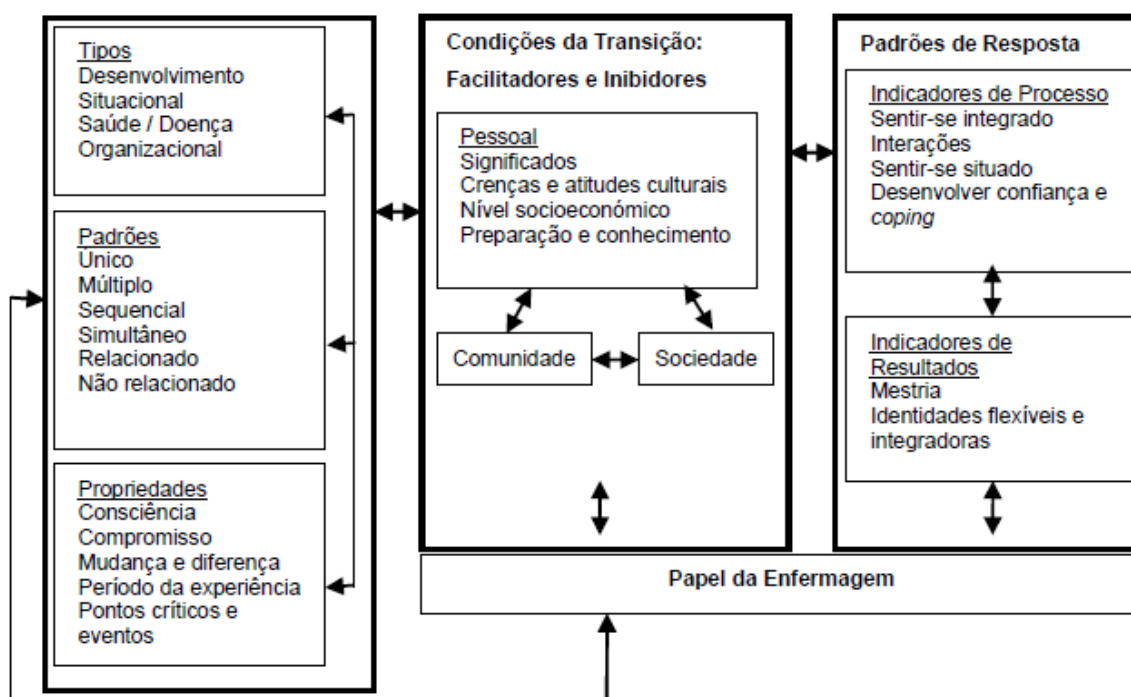 Tipos
Desenvolvimento
Situacional
Saúde / Doença
Organizacional
Padrões
Único
Múltiplo
Sequencial
Simultâneo
Relacionado
Não relacionado
Propriedades
Consciência
Compromisso
Mudança e diferença
Período da experiência
Pontos críticos e
eventos
Condições da Transição:
Facilitadores e Inibidores
Pessoal
Significados
Crenças e atitudes culturais
Nível socioeconómico
Preparação e conhecimento
Comunidade
Sociedade
Padrões de Resposta
Indicadores de Processo
Sentir-se integrado
Interações
Sentir-se situado
Desenvolver confiança e
coping
Indicadores de
Resultados
Mestria
Identidades flexíveis e
integradoras
Papel da Enfermagem